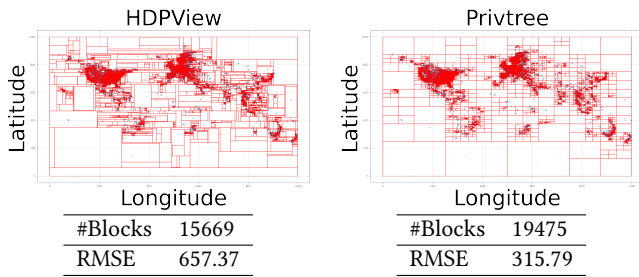 HDPView
Latitude
Longitude
#Blocks 15669
RMSE 657.37
Privtree
Latitude
Longitude
#Blocks 19475
RMSE 315.79